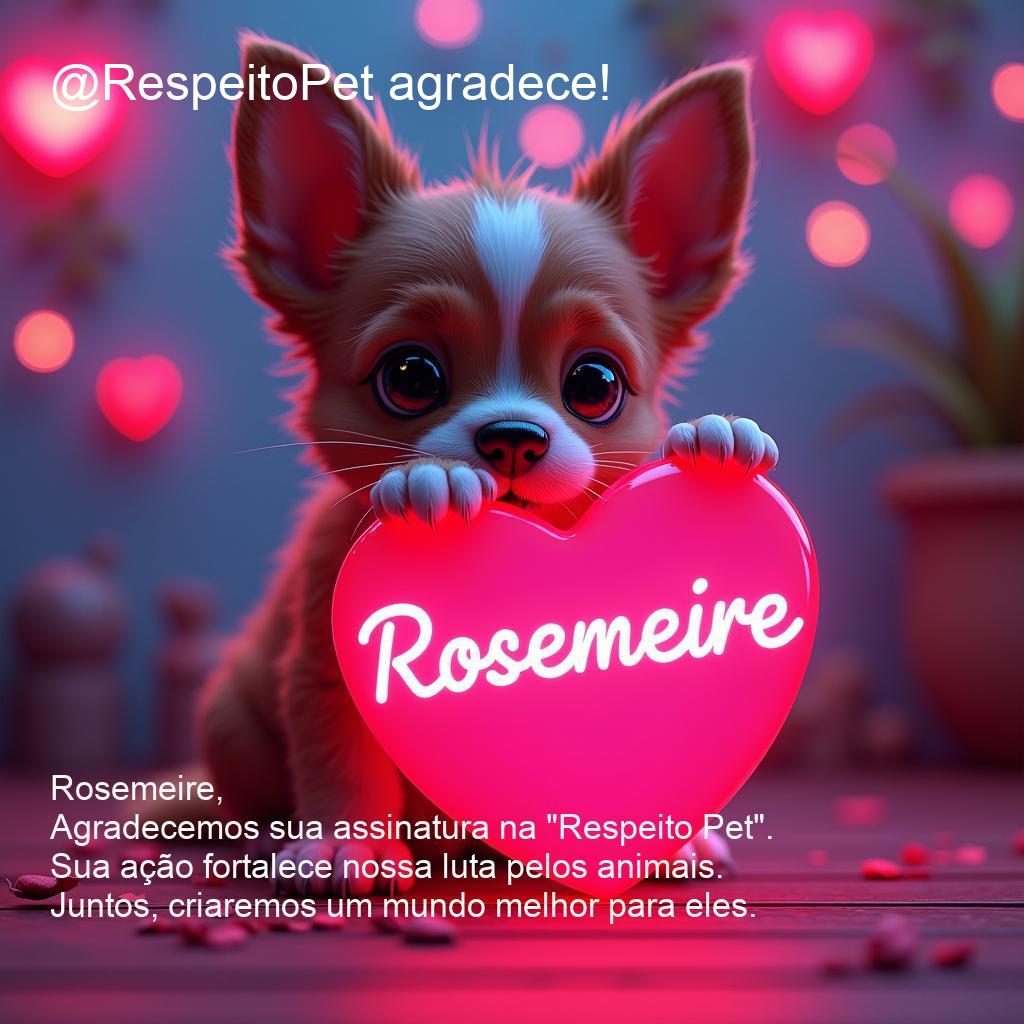 @RespeitoPet agradece!
Rosemeire
Rosemeire,
Agradecemos sua assinatura na "Respeito Pet".
Sua ação fortalece nossa luta pelos animais.
Juntos, criaremos um mundo melhor para eles.